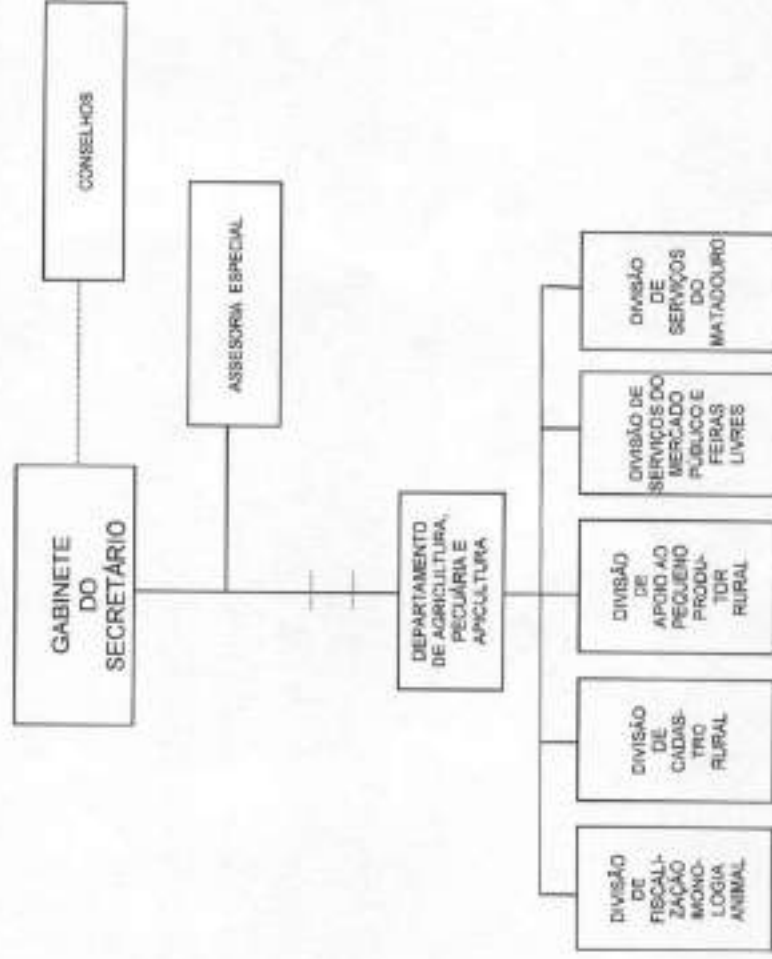 CONSELHOS
GABINETE
DO
SECRETÁRIO
ASSESORIA ESPECIAL
DEPARTAMENTO
DE AGRICULTURA,
PECUÁRIA E
APICULTURA
DIVISÃO
DE
FISCALI-
ZAÇÃO
MONO-
LOGIA
ANIMAL
DIVISÃO
DE
CADAS-
TRO
RURAL
DIVISÃO
DE
APOIO AO
PEQUENO
PRODU-
TOR
RURAL
DIVISÃO DE
SERVIÇOS DO
MERCADO
PÚBLICO E
FEIRAS
LIVRES
DIVISÃO
DE
SERVIÇOS
DO
MATADOURO